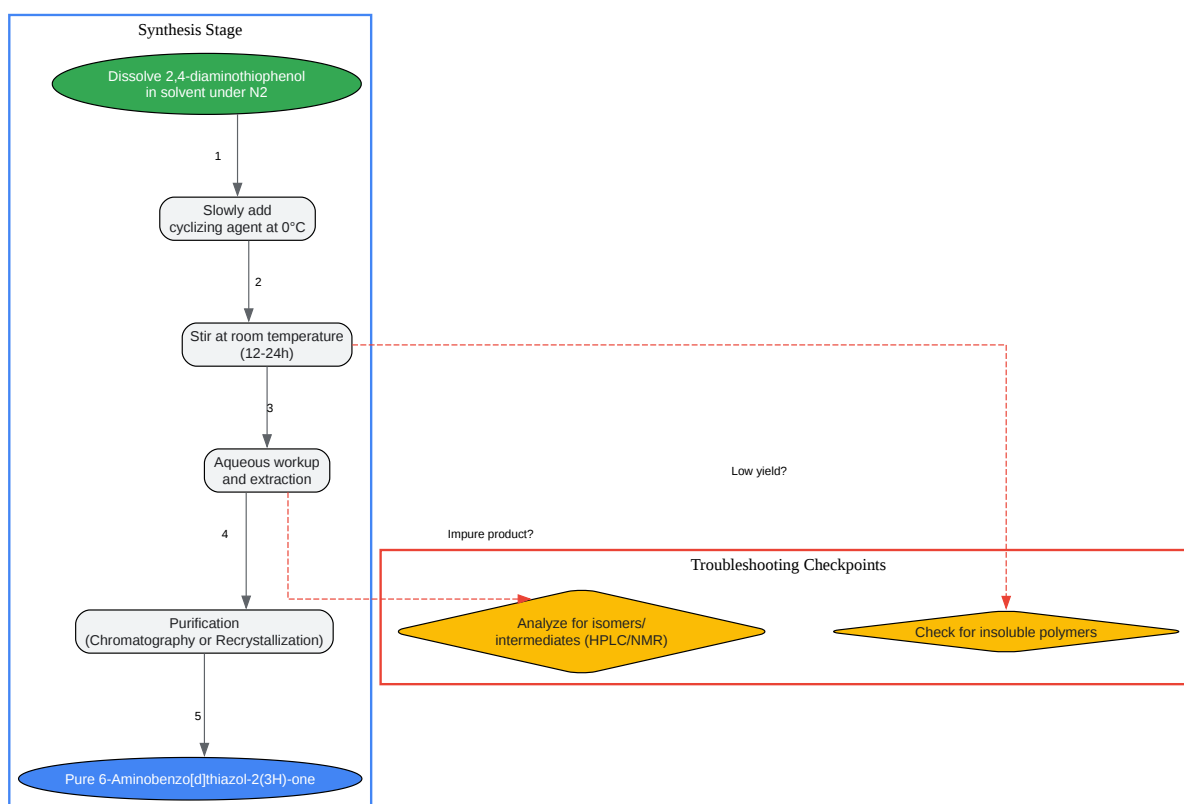 Synthesis Stage
Dissolve 2,4-diaminothiophenol
in solvent under N2
1
Slowly add
cyclizing agent at 0°C
2
Stir at room temperature
(12-24h)
3
Aqueous workup
and extraction
Low yield?
4
Impure product?
Troubleshooting Checkpoints
Purification
(Chromatography or Recrystallization)
Analyze for isomers/
intermediates (HPLC/NMR)
Check for insoluble polymers
5
Pure 6-Aminobenzo[d]thiazol-2(3H)-one